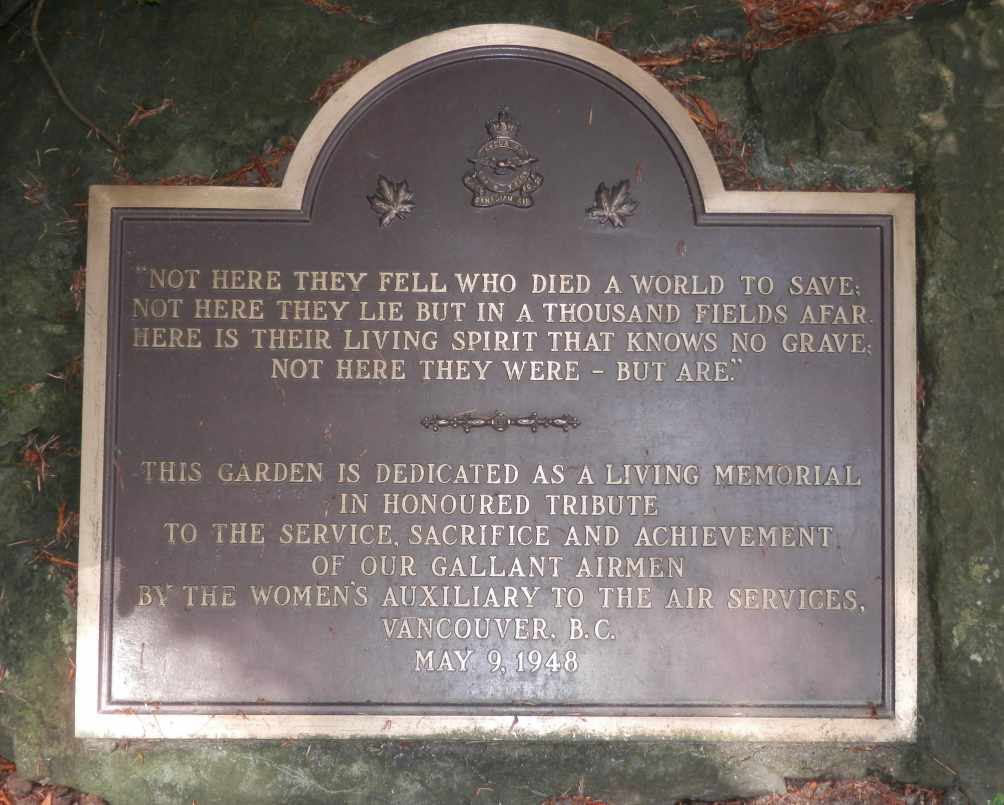 CANADIAN AIR
"NOT HERE THEY FELL WHO DIED A WORLD TO SAVE;
NOT HERE THEY LIE BUT IN A THOUSAND FIELDS AFAR.
HERE IS THEIR LIVING SPIRIT THAT KNOWS NO GRAVE;
NOT HERE THEY WERE – BUT ARE."
THIS GARDEN IS DEDICATED AS A LIVING MEMORIAL
IN HONOURED TRIBUTE
TO THE SERVICE, SACRIFICE AND ACHIEVEMENT
OF OUR GALLANT AIRMEN
BY THE WOMEN'S AUXILIARY TO THE AIR SERVICES,
VANCOUVER, B.C.
MAY 9, 1948